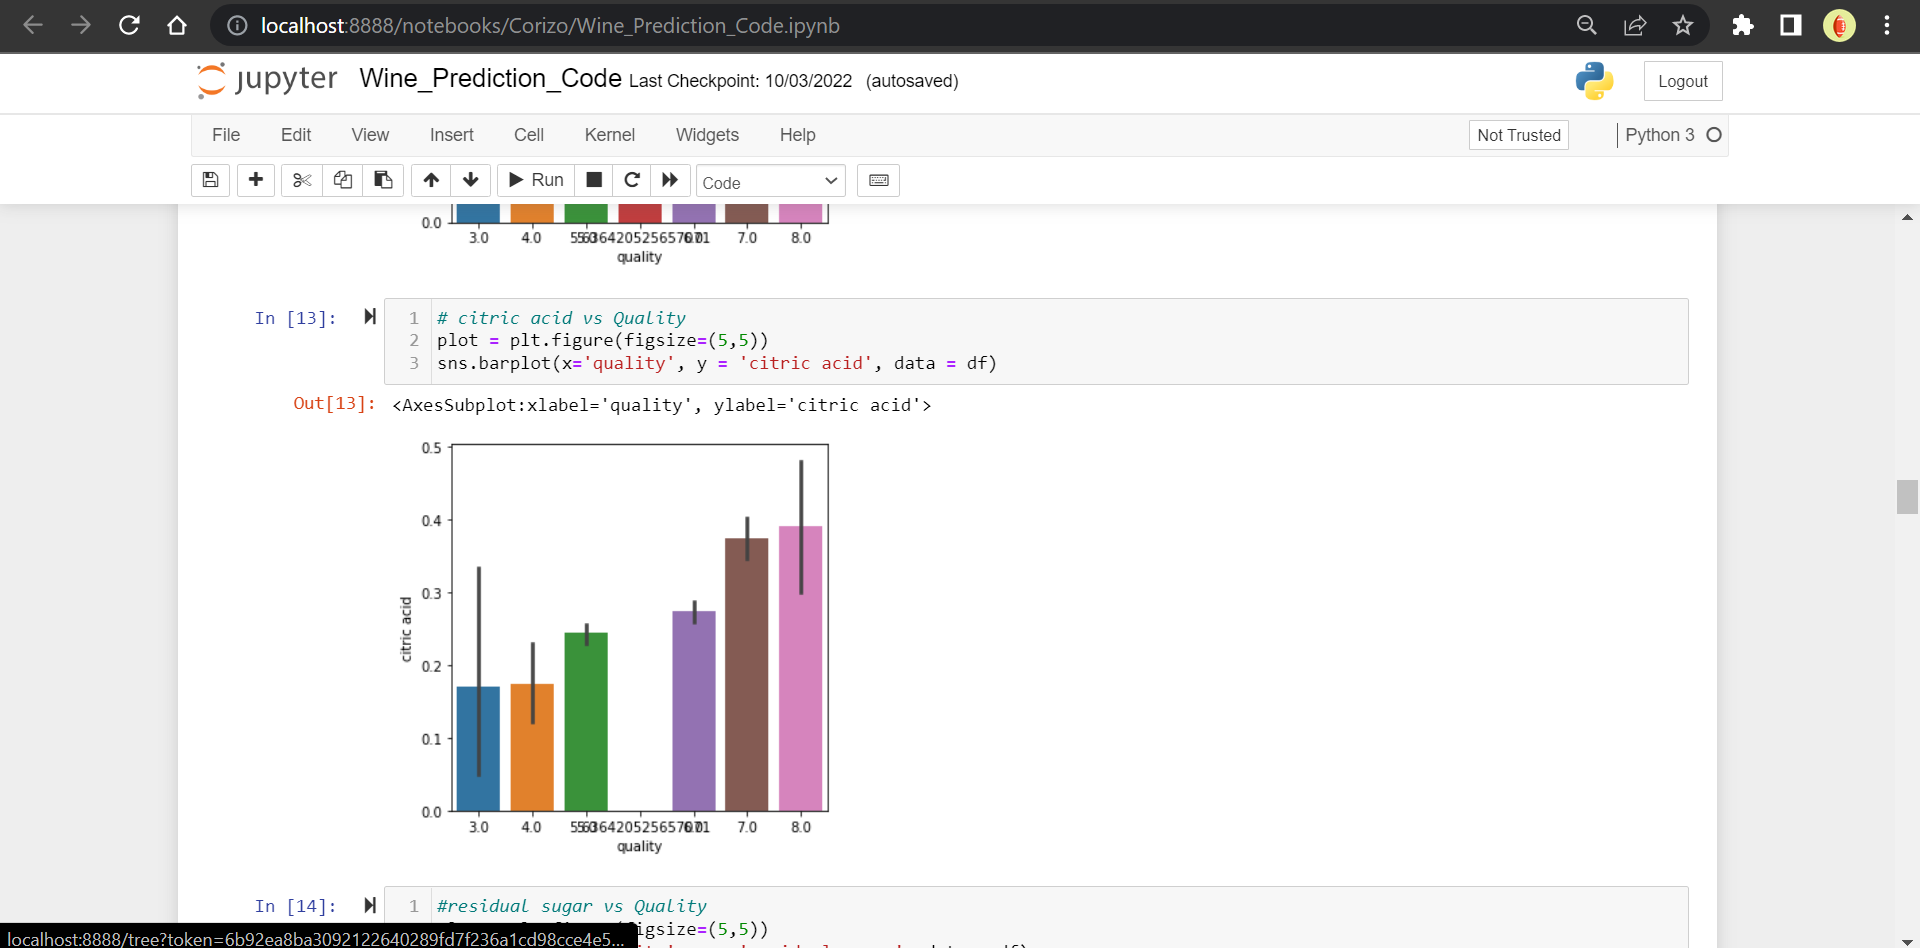 localhost:8888/notebooks/Corizo/Wine_Prediction_Code.ipynb
jupyter Wine_Prediction_Code Last Checkpoint: 10/03/2022 (autosaved) Logout
File Edit View Insert Cell Kernel Widgets Help Not Trusted Python 3
Run Code
0.0
3.0 4.0 7.0 8.0
quality
In [13]:
1 # citric acid vs Quality
2 plot = plt.figure(figsize=(5,5))
3 sns.barplot(x='quality', y = 'citric acid', data = df)
Out[13]: <AxesSubplot:xlabel='quality', ylabel='citric acid'>
0.5
0.4
0.3
citric acid
0.2
0.1
0.0
3.0 4.0 7.0 8.0
quality
In [14]:
1 #residual sugar vs Quality
igsize=(5,5))
localhost:8888/tree?token=6b92ea8ba3092122640289fd7f236a1cd98cce4e5...